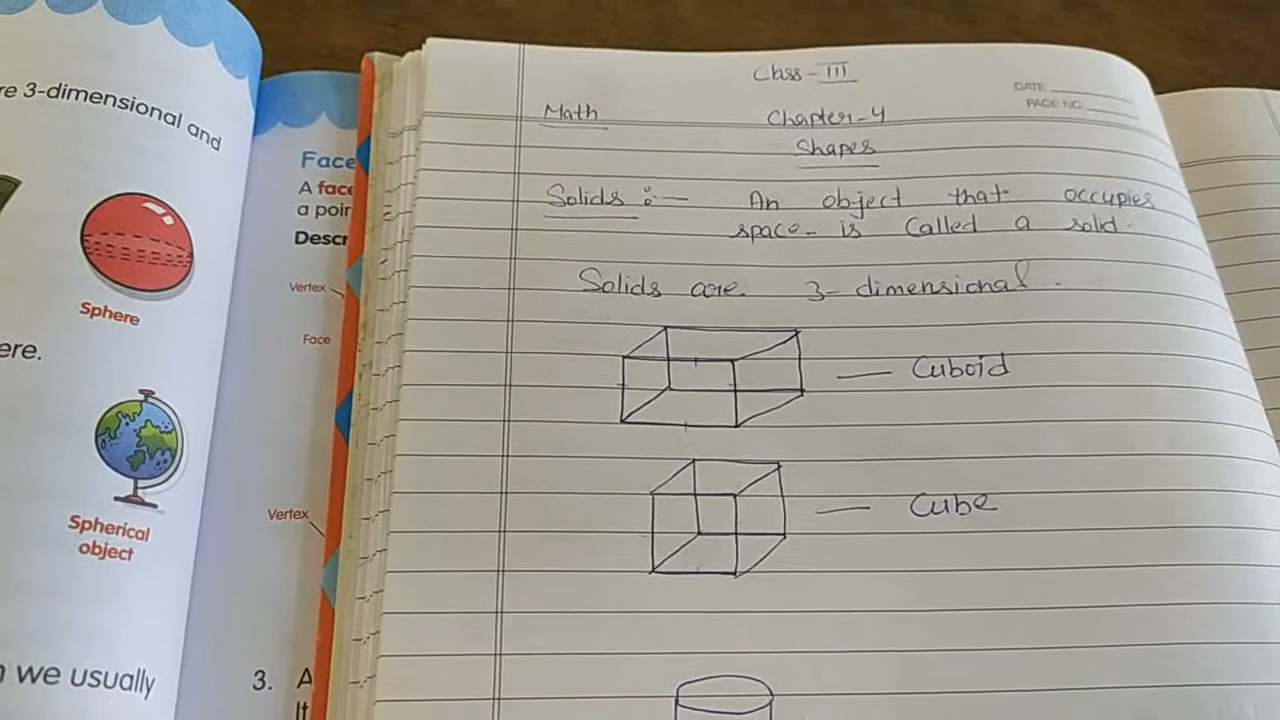 re 3-dimensional and
Sphere
ere.
Spherical
object
we usually
Face
A face
a poin
Descr
Vertex
Face
Vertex
3. A
It
Class - III
DATE
PAGE NO.
Math
Chapter-4
Shapes
Solids :- An object that occupies
space is called a solid.
Solids are 3-dimensional.
Cuboid
Cube